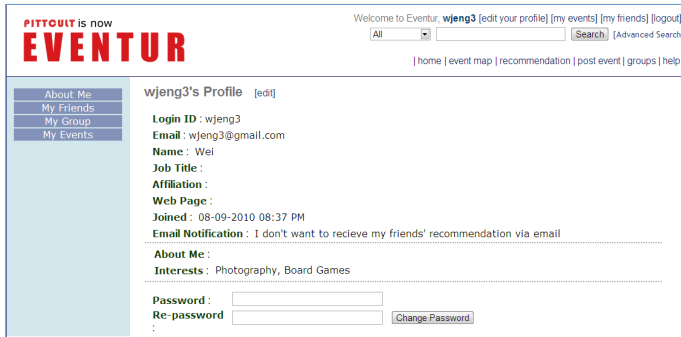 PITTCULT is now
EVENTUR
Welcome to Eventur, wjeng3 [edit your profile] [my events] [my friends] [logout]
All Search [Advanced Search
| home | event map | recommendation | post event | groups | help
About Me
My Friends
My Group
My Events
wjeng3's Profile [edit]
Login ID : wjeng3
Email : wjeng3@gmail.com
Name : Wei
Job Title :
Affiliation :
Web Page :
Joined : 08-09-2010 08:37 PM
Email Notification : I don't want to recieve my friends' recommendation via email
About Me :
Interests : Photography, Board Games
Password :
Re-password
:
Change Password